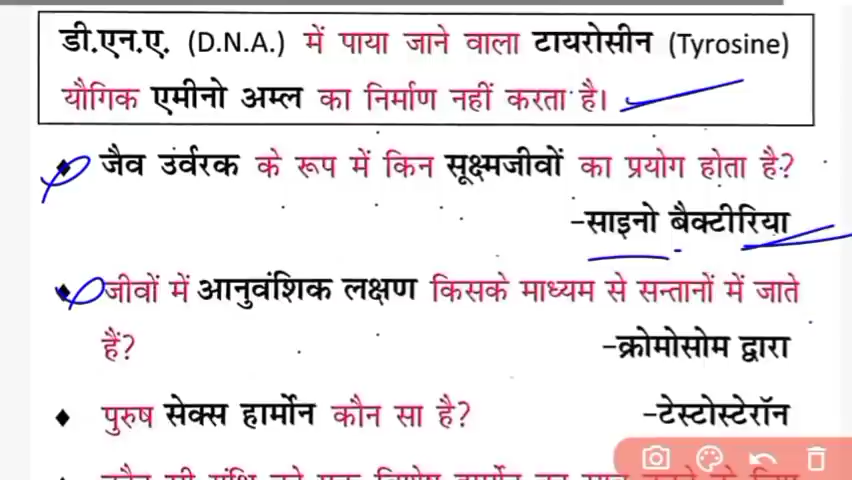 डी.एन.ए. (D.N.A.) में पाया जाने वाला टायरोसीन (Tyrosine)
यौगिक एमीनो अम्ल का निर्माण नहीं करता है।
♦ जैव उर्वरक के रूप में किन सूक्ष्मजीवों का प्रयोग होता है?
-साइनो बैक्टीरिया
♦ जीवों में आनुवंशिक लक्षण किसके माध्यम से सन्तानों में जाते
हैं? -क्रोमोसोम द्वारा
♦ पुरुष सेक्स हार्मोन कौन सा है? -टेस्टोस्टेरॉन